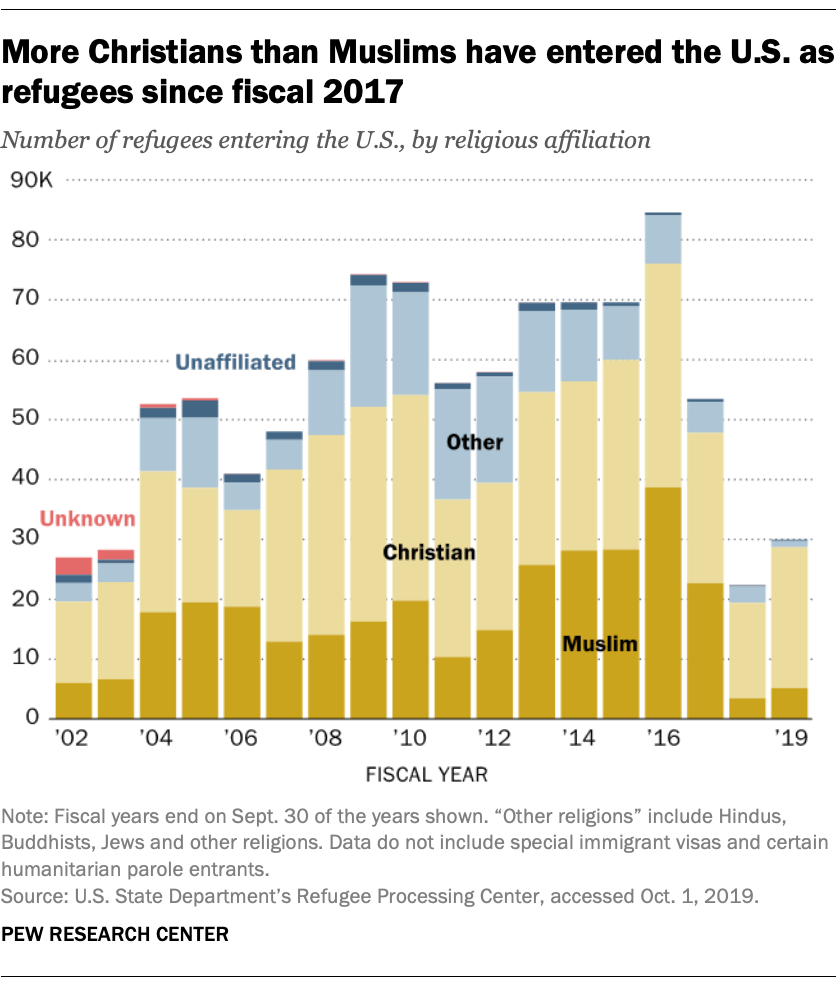 More Christians than Muslims have entered the U.S. as
refugees since fiscal 2017
Number of refugees entering the U.S., by religious affiliation
90K
80
70
60
Unaffiliated
50
Other
40
Unknown
30
Christian
20
10
Muslim
0
’02 ’04 ’06 ’08 ’10 ’12 ’14 ’16 ’19
FISCAL YEAR
Note: Fiscal years end on Sept. 30 of the years shown. “Other religions” include Hindus,
Buddhists, Jews and other religions. Data do not include special immigrant visas and certain
humanitarian parole entrants.
Source: U.S. State Department’s Refugee Processing Center, accessed Oct. 1, 2019.
PEW RESEARCH CENTER